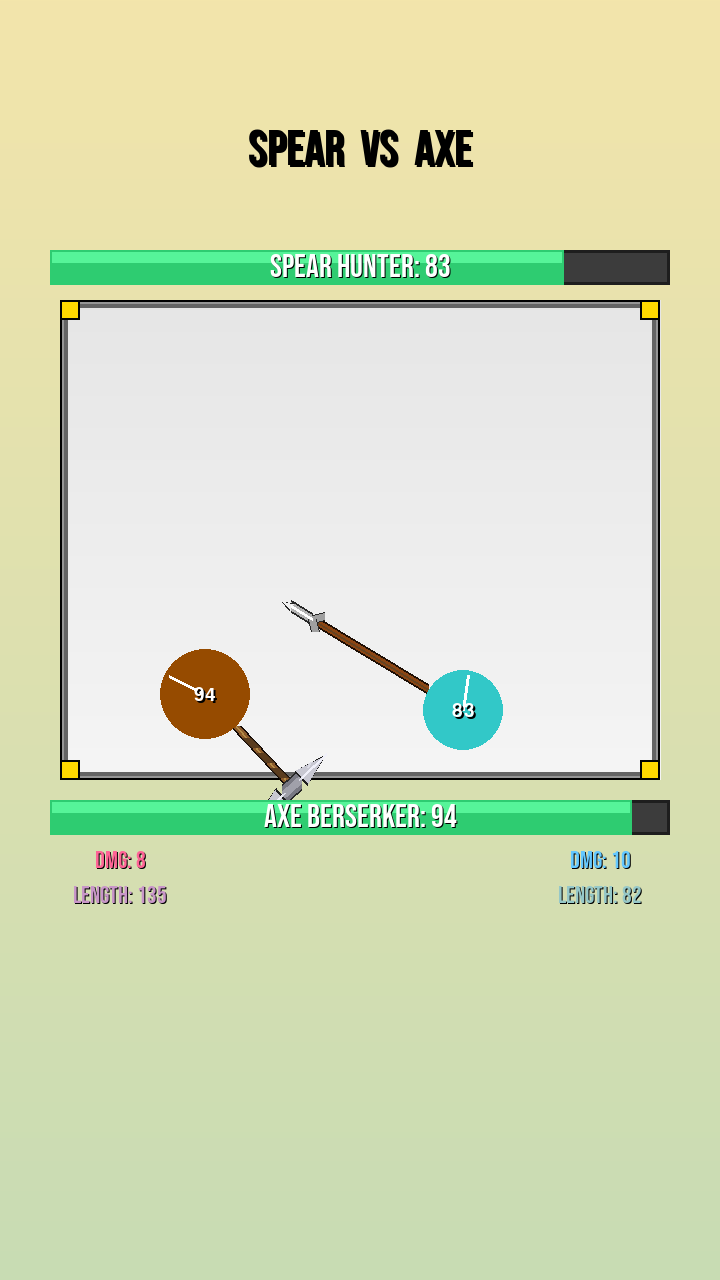 SPEAR VS AXE
SPEAR HUNTER: 83
94
83
AXE BERSERKER: 94
DMG: 8
DMG: 10
LENGTH: 135
LENGTH: 82